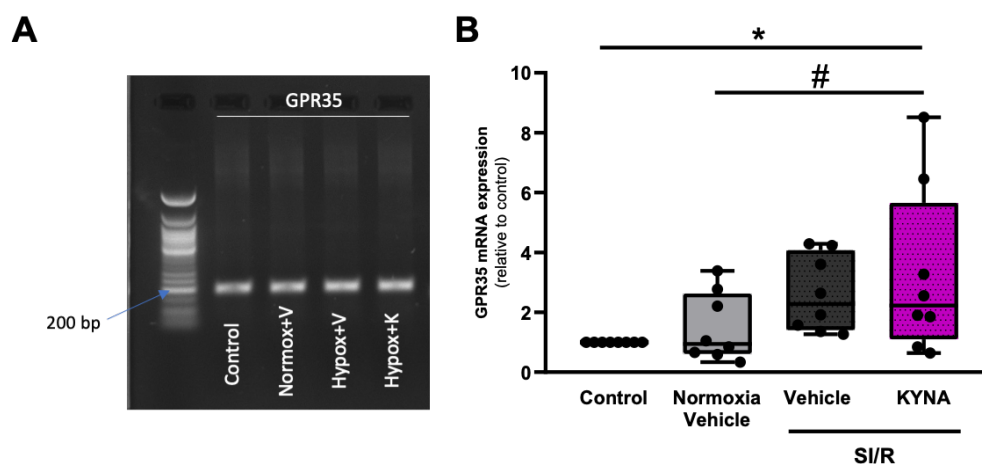 A
GPR35
200 bp
Control
Normox+V
Hypox+V
Hypox+K
B
*
#
GPR35 mRNA expression
(relative to control)
10
8
6
4
2
0
Control
Normoxia
Vehicle
Vehicle
KYNA
SI/R